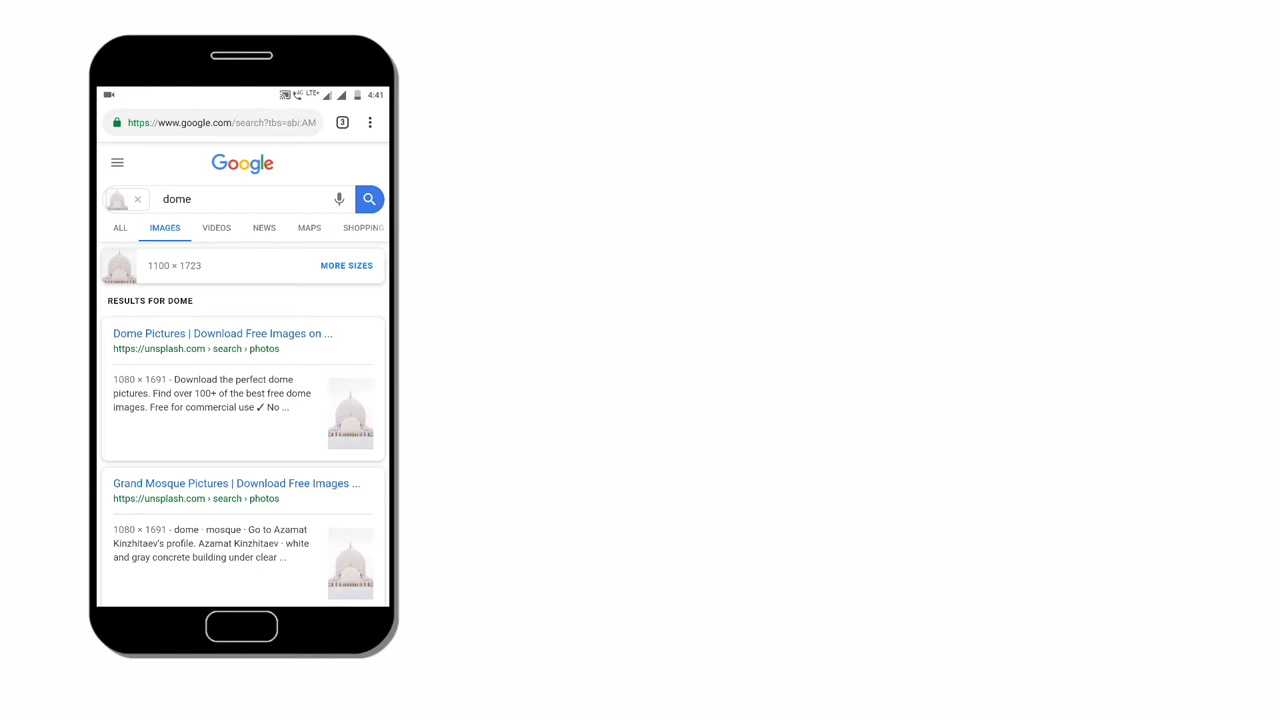 4G LTE+ 4:41
https://www.google.com/search?tbs=sbi:AM 3
Google
dome
ALL IMAGES VIDEOS NEWS MAPS SHOPPING
1100 × 1723 MORE SIZES
RESULTS FOR DOME
Dome Pictures | Download Free Images on ...
https://unsplash.com › search › photos
1080 × 1691 - Download the perfect dome
pictures. Find over 100+ of the best free dome
images. Free for commercial use ✓ No ...
Grand Mosque Pictures | Download Free Images ...
https://unsplash.com › search › photos
1080 × 1691 - dome · mosque · Go to Azamat
Kinzhitaev's profile. Azamat Kinzhitaev · white
and gray concrete building under clear ...